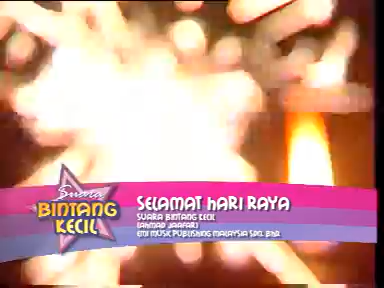 Suara
BINTANG
KECIL
SELAMAT hARI RAYA
SUARA BINTANG KECIL
(AHMAD JAAFAR)
EMI MUSIC PUBLISHING MALAYSIA SDN. BHD.